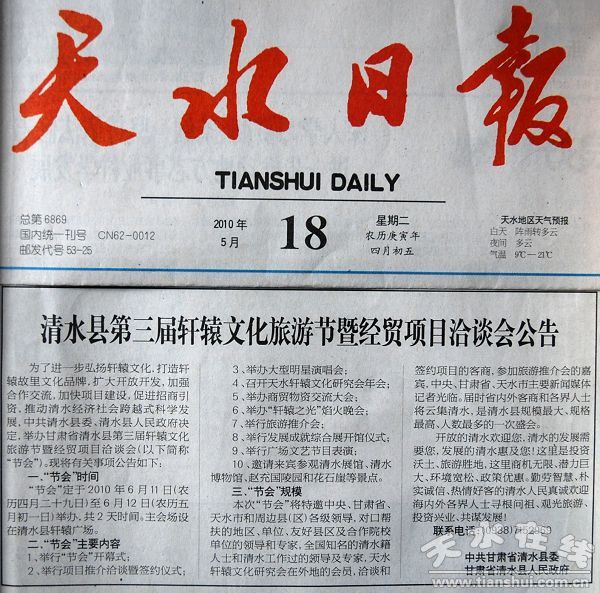 天水日报
TIANSHUI DAILY
总第6869
国内统一刊号 CN62-0012
邮发代号 53-25
2010年
5月
18
星期二
农历庚寅年
四月初五
天水地区天气预报
白天 阵雨转多云
夜间 多云
气温 9℃—21℃
清水县第三届轩辕文化旅游节暨经贸项目洽谈会公告
为了进一步弘扬轩辕文化，打造轩
辕故里文化品牌，扩大开放开发，加强
合作交流，加快项目建设，促进招商引
资，推动清水经济社会跨越式科学发
展，中共清水县委、清水县人民政府决
定，举办甘肃省清水县第三届轩辕文化
旅游节暨经贸项目洽谈会(以下简称
“节会”)。现将有关事项公告如下：
一、“节会”时间
“节会”定于2010年6月11日(农
历四月二十九日)至6月12日(农历五
月初一日)举办，共2天时间。主会场设
在清水县轩辕广场。
二、“节会”主要内容
1、举行“节会”开幕式；
2、举行项目推介洽谈暨签约仪式；
3、举办大型明星演唱会；
4、召开天水轩辕文化研究会年会；
5、举办商贸物资交流大会；
6、举办“轩辕之光”焰火晚会；
7、举行旅游推介会；
8、举行发展成就综合展开馆仪式；
9、举行广场文艺节目表演；
10、邀请来宾参观清水展馆、清水
博物馆、赵充国陵园和花石崖等景点。
三、“节会”规模
本次“节会”将特邀中央、甘肃省、
天水市和周边县(区)各级领导，对口帮
扶的地区、单位、友好县区及合作院校
单位的领导和专家，全国知名的清水籍
人士和清水工作过的领导及专家，天水
轩辕文化研究会在外地的会员，洽谈和
签约项目的客商，参加旅游推介会的嘉
宾，中央、甘肃省、天水市主要新闻媒体
记者光临。届时省内外客商和各界人士
将云集清水，是清水县规模最大、规格
最高、人数最多的一次盛会。
开放的清水欢迎您，清水的发展需
要您，发展的清水惠及您！这里是投资
沃土、旅游胜地，这里商机无限、潜力巨
大、环境宽松、政策优惠。勤劳智慧、朴
实诚信、热情好客的清水人民真诚欢迎
海内外各界人士寻根问祖、观光旅游、
投资兴业、共谋发展！
联系电话
中共甘肃省清水县委
甘肃省清水县人民政府
天水在线
www.tianshui.com.cn